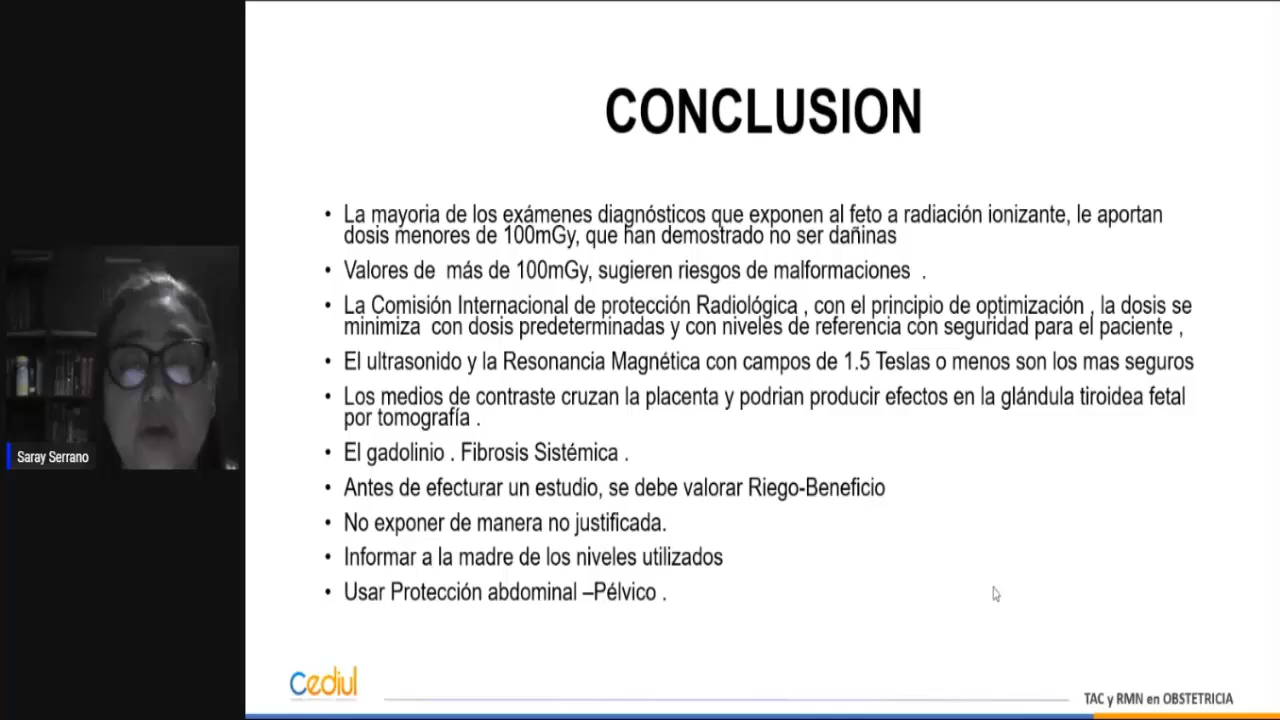 CONCLUSION
• La mayoria de los exámenes diagnósticos que exponen al feto a radiación ionizante, le aportan
dosis menores de 100mGy, que han demostrado no ser dañinas
• Valores de más de 100mGy, sugieren riesgos de malformaciones .
• La Comisión Internacional de protección Radiológica , con el principio de optimización , la dosis se
minimiza con dosis predeterminadas y con niveles de referencia con seguridad para el paciente ,
• El ultrasonido y la Resonancia Magnética con campos de 1.5 Teslas o menos son los mas seguros
• Los medios de contraste cruzan la placenta y podrian producir efectos en la glándula tiroidea fetal
por tomografía .
• El gadolinio . Fibrosis Sistémica .
• Antes de efecturar un estudio, se debe valorar Riego-Beneficio
• No exponer de manera no justificada.
• Informar a la madre de los niveles utilizados
• Usar Protección abdominal –Pélvico .
Saray Serrano
Cediul
TAC y RMN en OBSTETRICIA